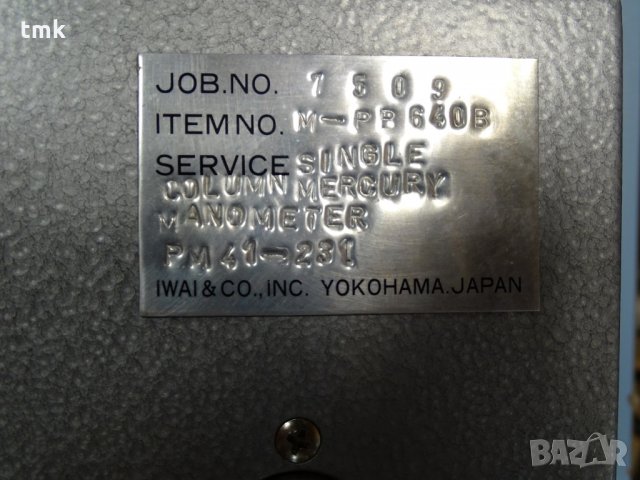 tmk
JOB.NO. 7509
ITEM NO. M-PR640B
SERVICE SINGLE
COLUMN MERCURY
MANOMETER
PM41-231
IWAI & CO., INC. YOKOHAMA. JAPAN
BAZAR